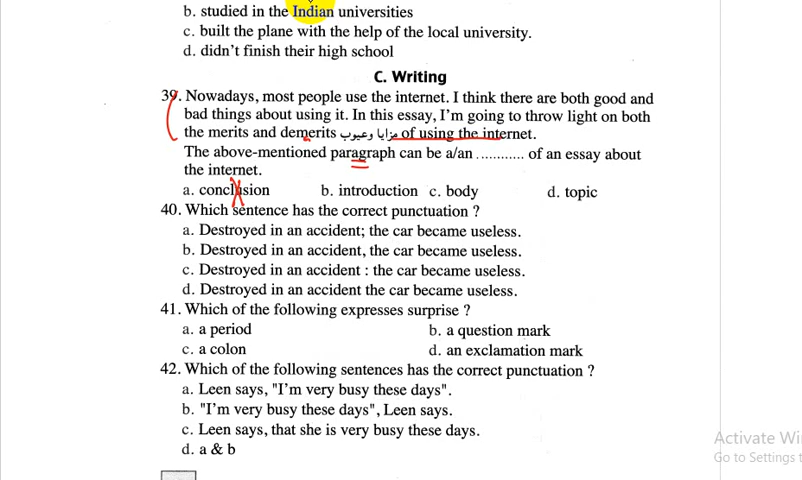 b. studied in the Indian universities
c. built the plane with the help of the local university.
d. didn't finish their high school
C. Writing
39. Nowadays, most people use the internet. I think there are both good and
bad things about using it. In this essay, I'm going to throw light on both
the merits and demerits مزايا وعيوب of using the internet.
The above-mentioned paragraph can be a/an ............ of an essay about
the internet.
a. conclusion b. introduction c. body d. topic
40. Which sentence has the correct punctuation ?
a. Destroyed in an accident; the car became useless.
b. Destroyed in an accident, the car became useless.
c. Destroyed in an accident : the car became useless.
d. Destroyed in an accident the car became useless.
41. Which of the following expresses surprise ?
a. a period b. a question mark
c. a colon d. an exclamation mark
42. Which of the following sentences has the correct punctuation ?
a. Leen says, "I'm very busy these days".
b. "I'm very busy these days", Leen says.
c. Leen says, that she is very busy these days.
d. a & b
Activate Wi
Go to Settings t